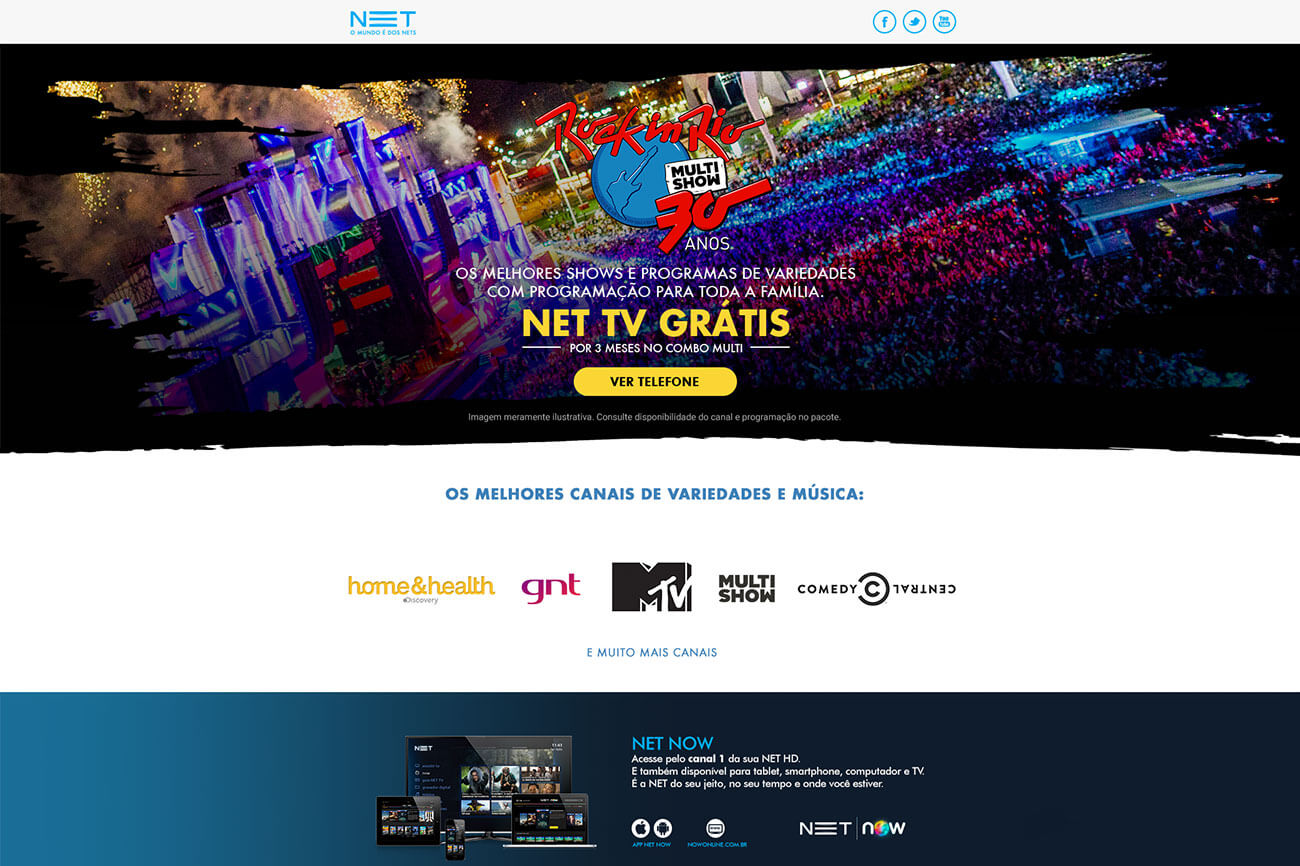 NET
O MUNDO É DOS NETS
You
Tube
Rock in Rio
MULTI
SHOW
30
ANOS.
OS MELHORES SHOWS E PROGRAMAS DE VARIEDADES
COM PROGRAMAÇÃO PARA TODA A FAMÍLIA.
NET TV GRÁTIS
POR 3 MESES NO COMBO MULTI
VER TELEFONE
Imagem meramente ilustrativa. Consulte disponibilidade do canal e programação no pacote.
OS MELHORES CANAIS DE VARIEDADES E MÚSICA:
home&health
Discovery
gnt
MTV
MULTI
SHOW
COMEDY CENTRAL
E MUITO MAIS CANAIS
NET
NET NOW
NET NOW
Acesse pelo canal 1 da sua NET HD.
E também disponível para tablet, smartphone, computador e TV.
É a NET do seu jeito, no seu tempo e onde você estiver.
APP NET NOW
NOWONLINE.COM.BR
NET NOW